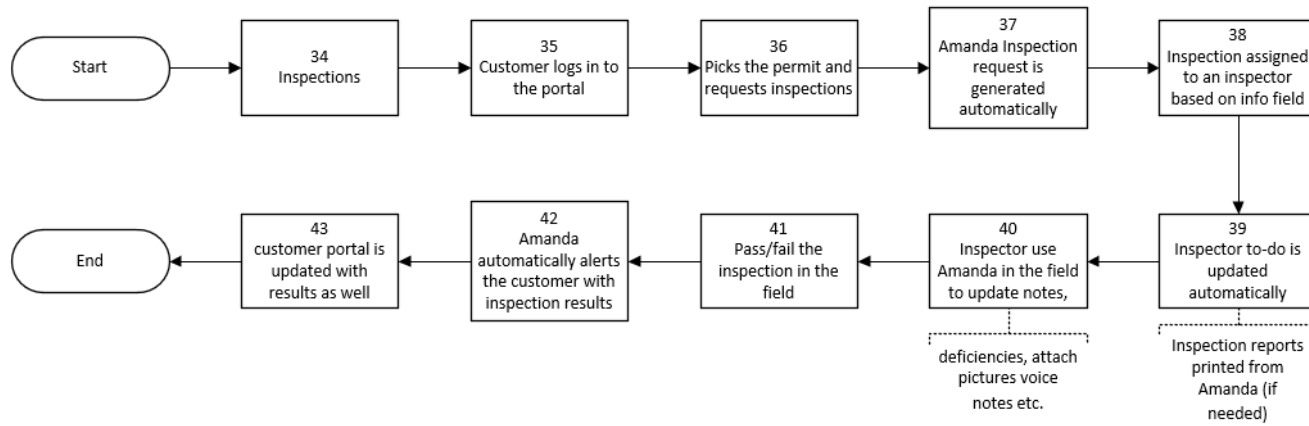 Start
34
Inspections
35
Customer logs in to
the portal
36
Picks the permit and
requests inspections
37
Amanda Inspection
request is
generated
automatically
38
Inspection assigned
to an inspector
based on info field
39
Inspector to-do is
updated
automatically
Inspection reports
printed from
Amanda (if
needed)
40
Inspector use
Amanda in the field
to update notes,
deficiencies, attach
pictures voice
notes etc.
41
Pass/fail the
inspection in the
field
42
Amanda
automatically alerts
the customer with
inspection results
43
customer portal is
updated with
results as well
End